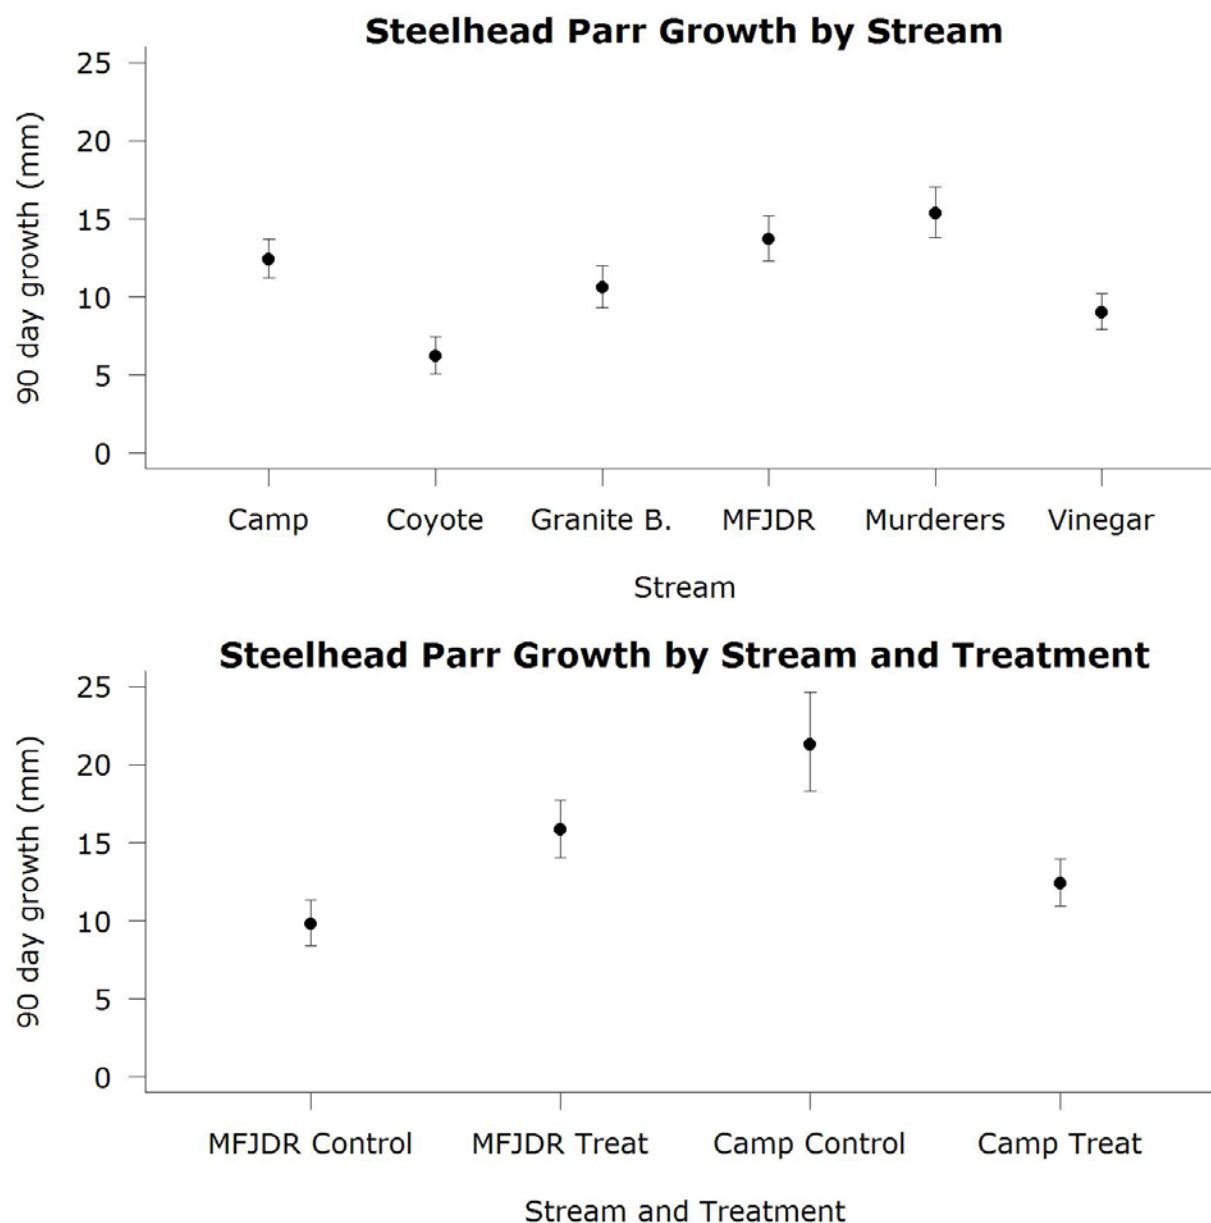 Steelhead Parr Growth by Stream
25
20
15
10
5
0
90 day growth (mm)
Camp Coyote Granite B. MFJDR Murderers Vinegar
Stream
Steelhead Parr Growth by Stream and Treatment
25
20
15
10
5
0
90 day growth (mm)
MFJDR Control MFJDR Treat Camp Control Camp Treat
Stream and Treatment